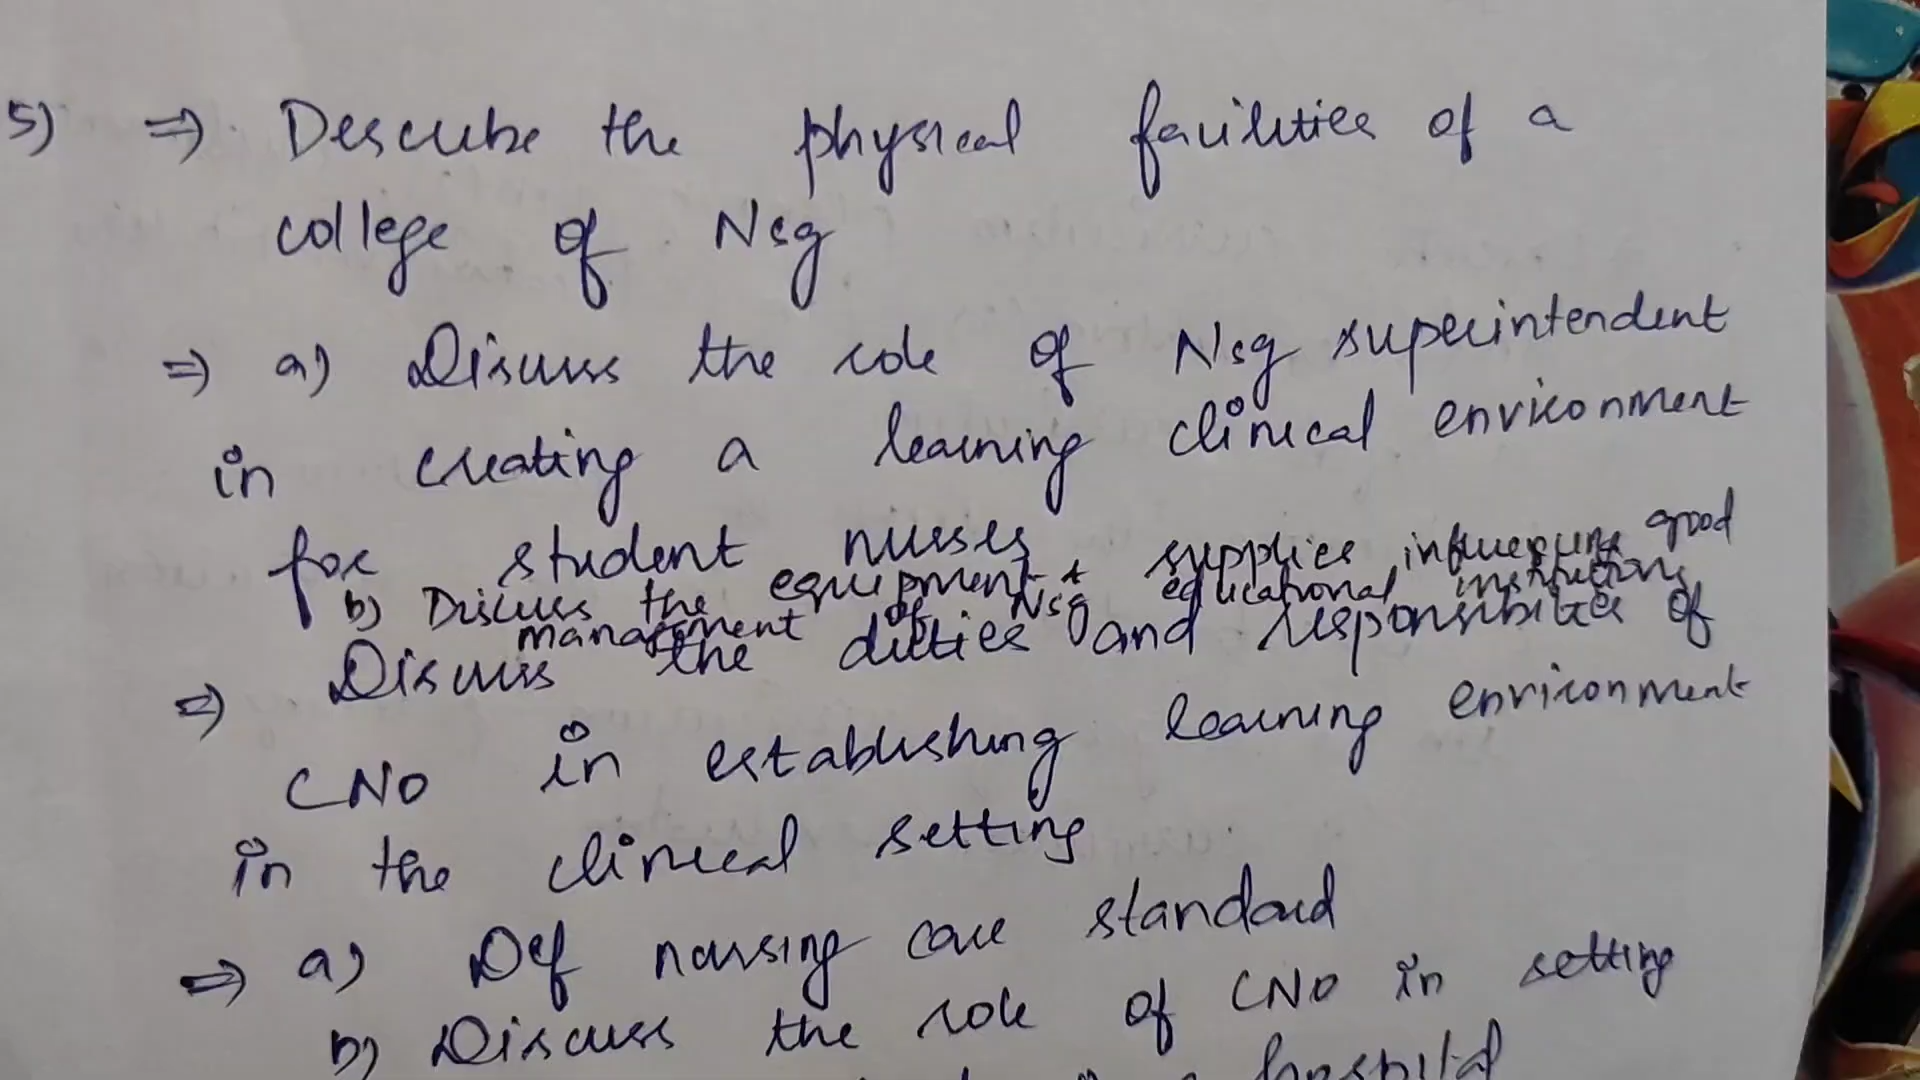 5) ⇒ Describe the physical facilities of a
college of Nsg
⇒ a) Discuss the role of Nsg superintendent
in creating a learning clinical environment
for student nurses
b) Discuss the equipment + supplies influencing good
management of Nsg educational institutions
⇒ Discuss the duties and responsibilities of
CNO in establishing learning environment
in the clinical setting
⇒ a) Def nursing care standard
b) Discuss the role of CNO in setting
hospital